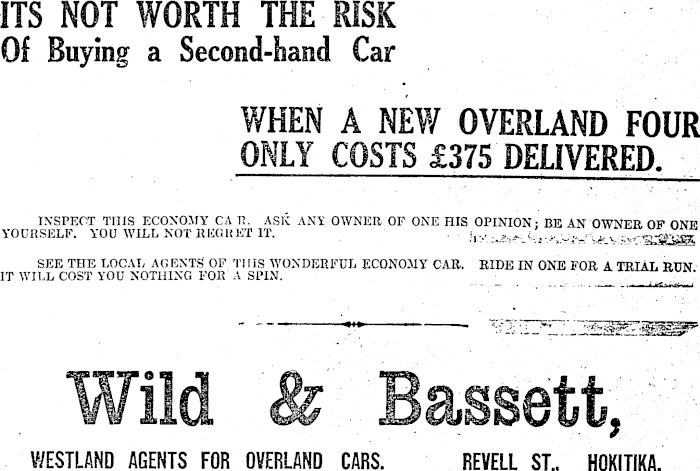 ITS NOT WORTH THE RISK
Of Buying a Second-hand Car
WHEN A NEW OVERLAND FOUR
ONLY COSTS £375 DELIVERED.
INSPECT THIS ECONOMY CAR. ASK ANY OWNER OF ONE HIS OPINION; BE AN OWNER OF ONE
YOURSELF. YOU WILL NOT REGRET IT.
SEE THE LOCAL AGENTS OF THIS WONDERFUL ECONOMY CAR. RIDE IN ONE FOR A TRIAL RUN.
IT WILL COST YOU NOTHING FOR A SPIN.
Wild & Bassett,
WESTLAND AGENTS FOR OVERLAND CARS. REVELL ST., HOKITIKA.